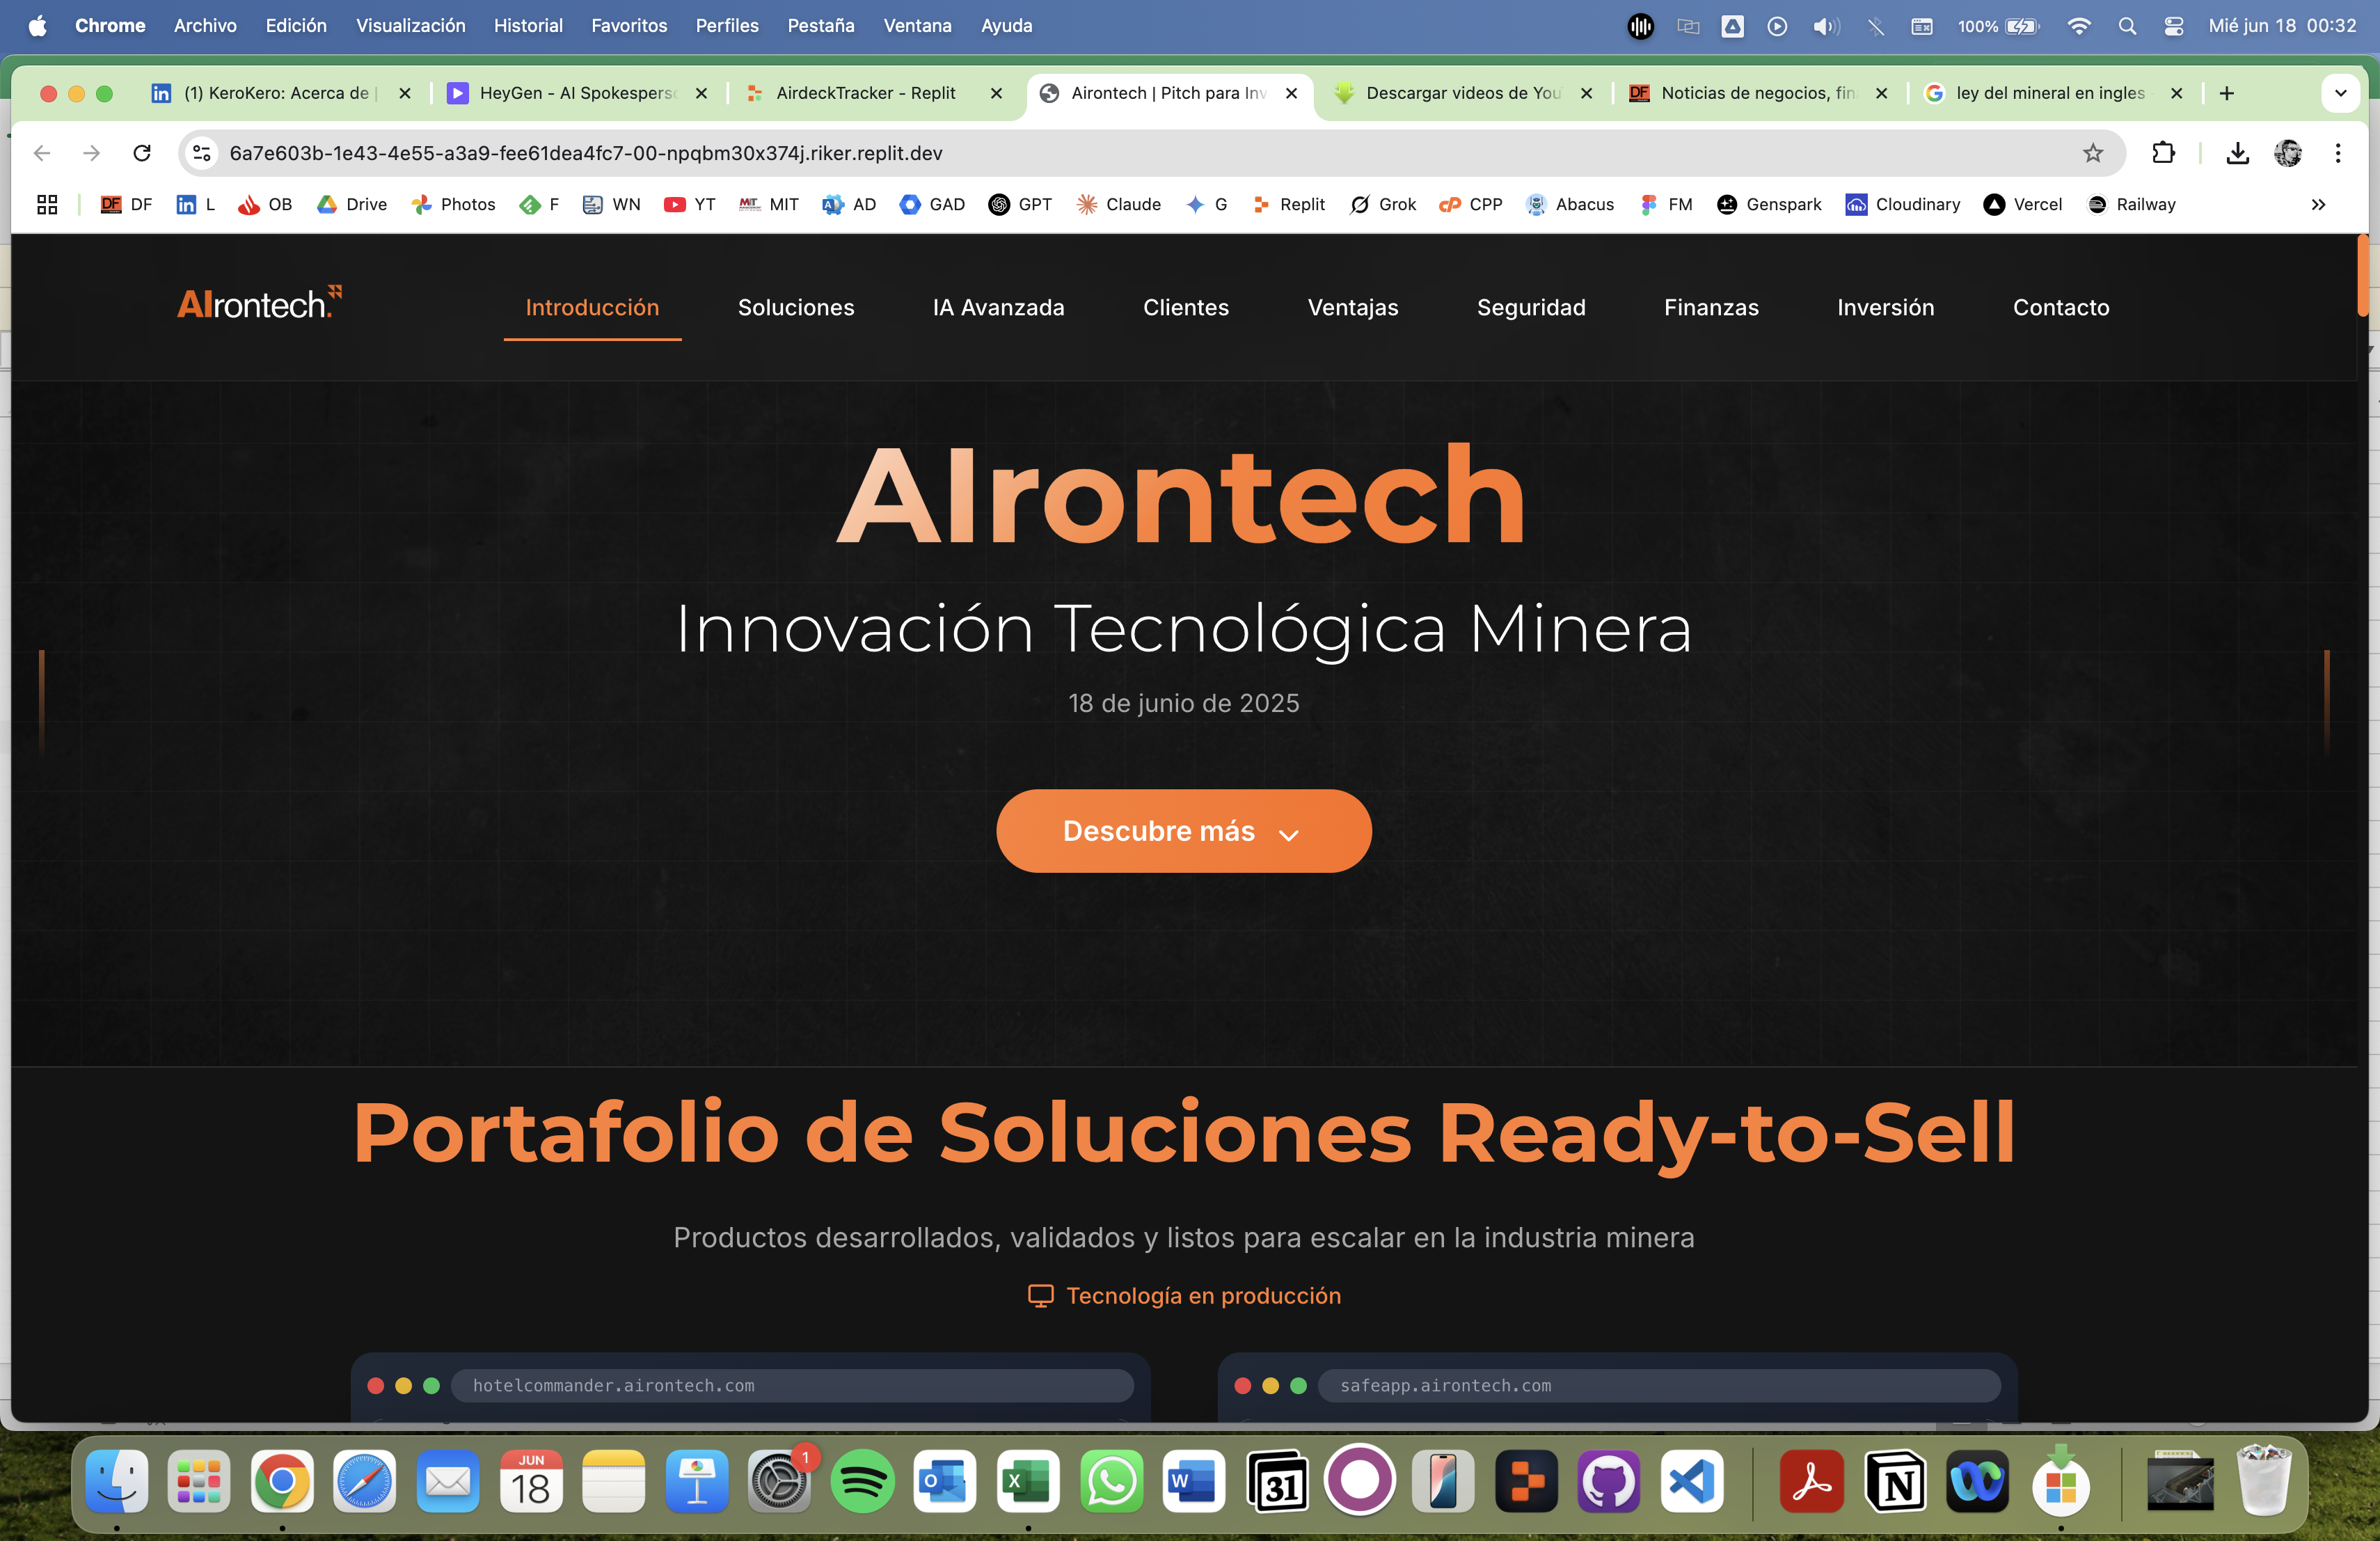 Chrome Archivo Edición Visualización Historial Favoritos Perfiles Pestaña Ventana Ayuda 100% Mié jun 18 00:32
(1) KeroKero: Acerca de | HeyGen - AI Spokespers AirdeckTracker - Replit Airontech | Pitch para Inv Descargar videos de You Noticias de negocios, fin ley del mineral en ingles
6a7e603b-1e43-4e55-a3a9-fee61dea4fc7-00-npqbm30x374j.riker.replit.dev
DF DF L OB Drive Photos F WN YT MIT MIT AD GAD GPT Claude G Replit Grok CPP Abacus FM Genspark Cloudinary Vercel Railway
AIrontech. Introducción Soluciones IA Avanzada Clientes Ventajas Seguridad Finanzas Inversión Contacto
AIrontech
Innovación Tecnológica Minera
18 de junio de 2025
Descubre más
Portafolio de Soluciones Ready-to-Sell
Productos desarrollados, validados y listos para escalar en la industria minera
Tecnología en producción
hotelcommander.airontech.com safeapp.airontech.com
JUN 1
18 31